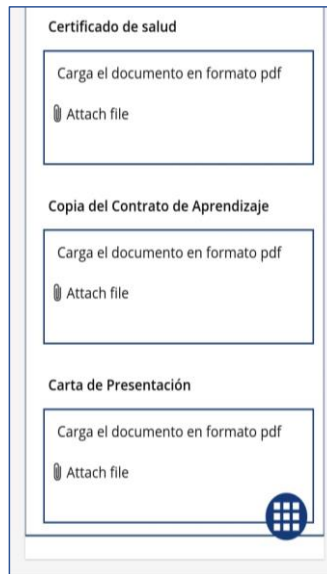 Certificado de salud
Carga el documento en formato pdf
Attach file
Copia del Contrato de Aprendizaje
Carga el documento en formato pdf
Attach file
Carta de Presentación
Carga el documento en formato pdf
Attach file